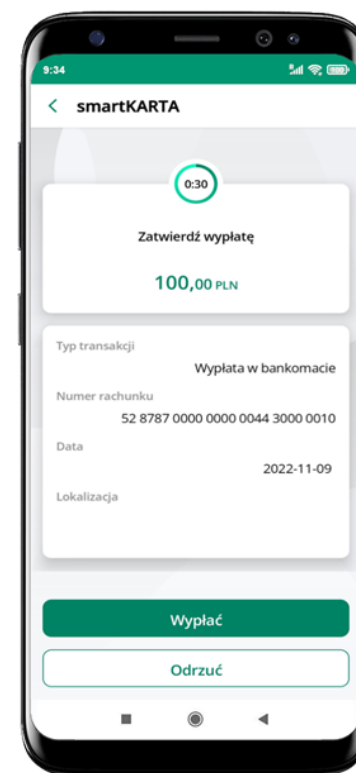 9:34
smartKARTA
0:30
Zatwierdź wypłatę
100,00 PLN
Typ transakcji
Wypłata w bankomacie
Numer rachunku
52 8787 0000 0000 0044 3000 0010
Data
2022-11-09
Lokalizacja
Wypłać
Odrzuć